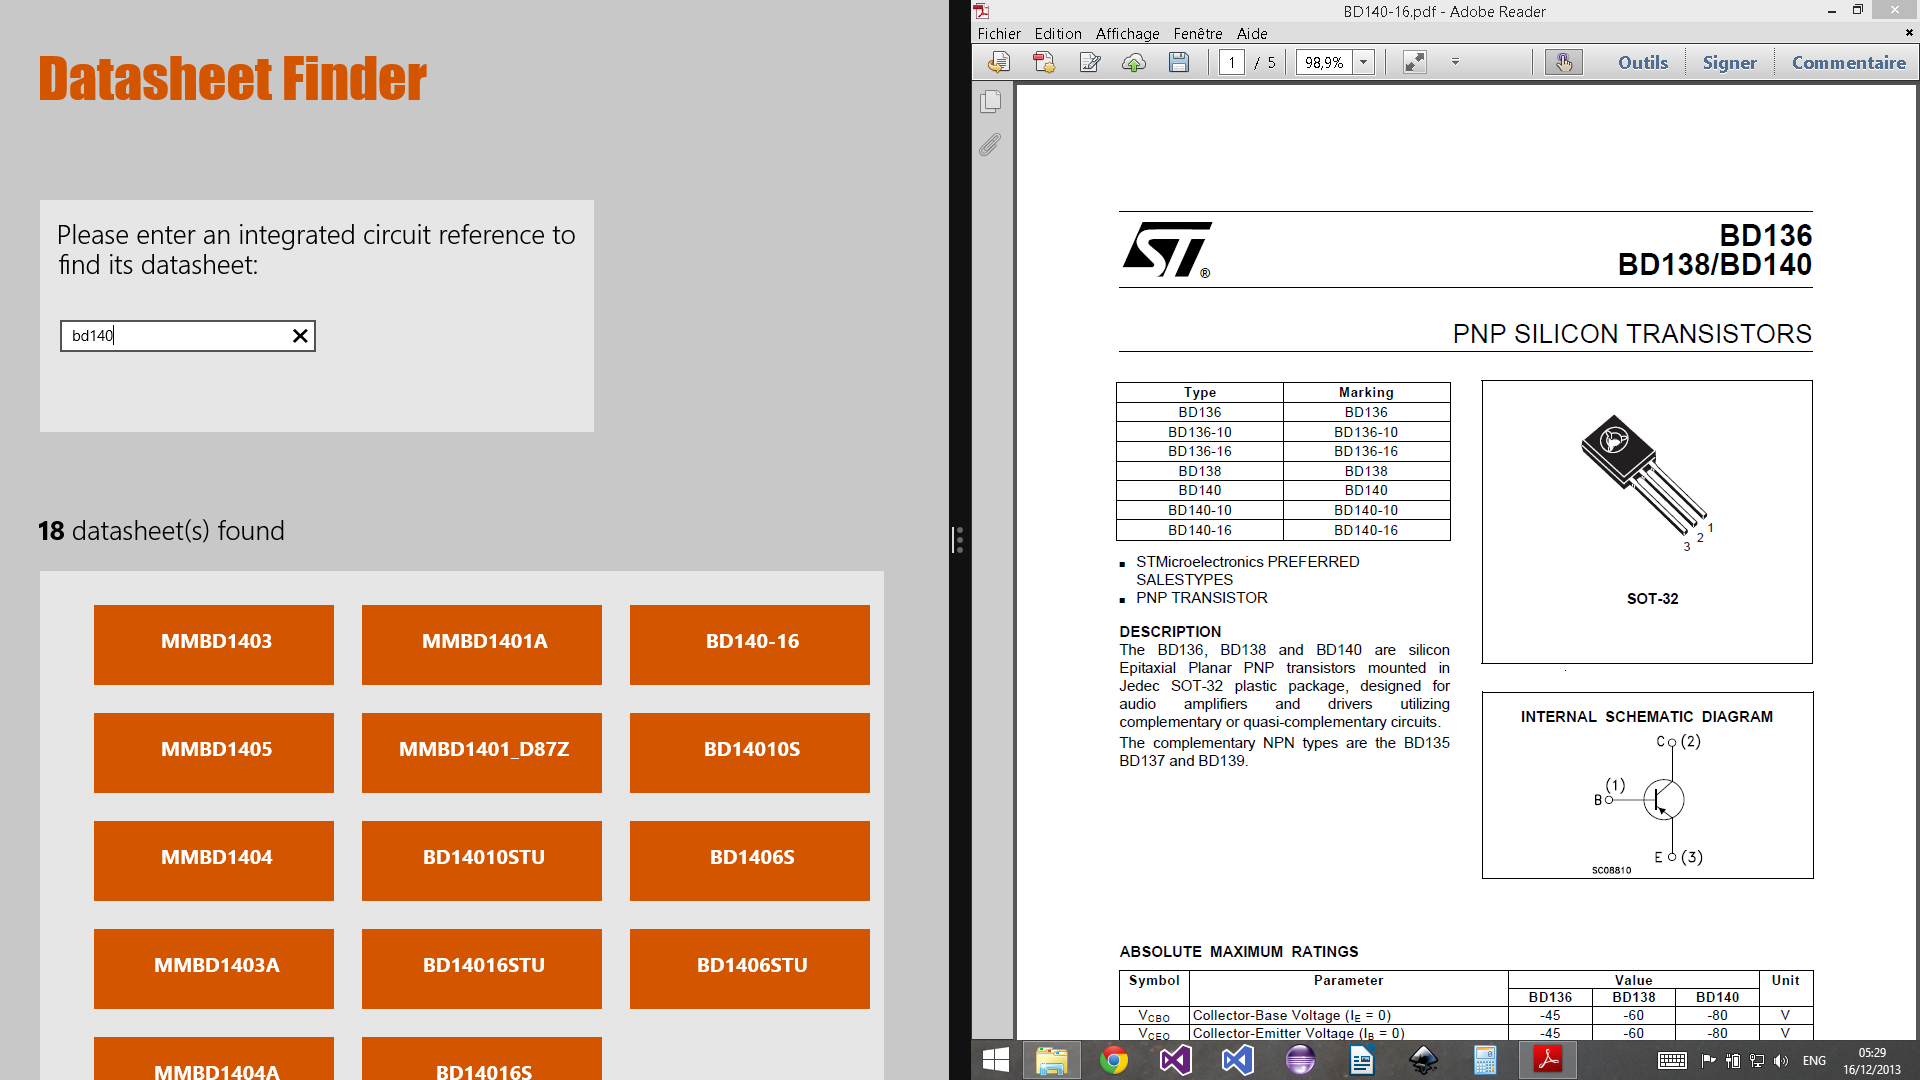 Datasheet Finder
Please enter an integrated circuit reference to
find its datasheet:
bd140
18 datasheet(s) found
MMBD1403
MMBD1401A
BD140-16
MMBD1405
MMBD1401_D87Z
BD14010S
MMBD1404
BD14010STU
BD1406S
MMBD1403A
BD14016STU
BD1406STU
MMBD1404A
BD14016S
BD140-16.pdf - Adobe Reader
Fichier Edition Affichage Fenêtre Aide
1 / 5 98,9% Outils Signer Commentaire
ST®
BD136
BD138/BD140
PNP SILICON TRANSISTORS
Type Marking
BD136 BD136
BD136-10 BD136-10
BD136-16 BD136-16
BD138 BD138
BD140 BD140
BD140-10 BD140-10
BD140-16 BD140-16
1
2
3
SOT-32
■ STMicroelectronics PREFERRED
SALESTYPES
■ PNP TRANSISTOR
DESCRIPTION
The BD136, BD138 and BD140 are silicon
Epitaxial Planar PNP transistors mounted in
Jedec SOT-32 plastic package, designed for
audio amplifiers and drivers utilizing
complementary or quasi-complementary circuits.
The complementary NPN types are the BD135
BD137 and BD139.
INTERNAL SCHEMATIC DIAGRAM
C (2)
(1)
B
E (3)
SC08810
ABSOLUTE MAXIMUM RATINGS
Symbol Parameter Value Unit
BD136 BD138 BD140
VCBO Collector-Base Voltage (IE = 0) -45 -60 -80 V
VCEO Collector-Emitter Voltage (IB = 0) -45 -60 -80 V
ENG
05:29
16/12/2013